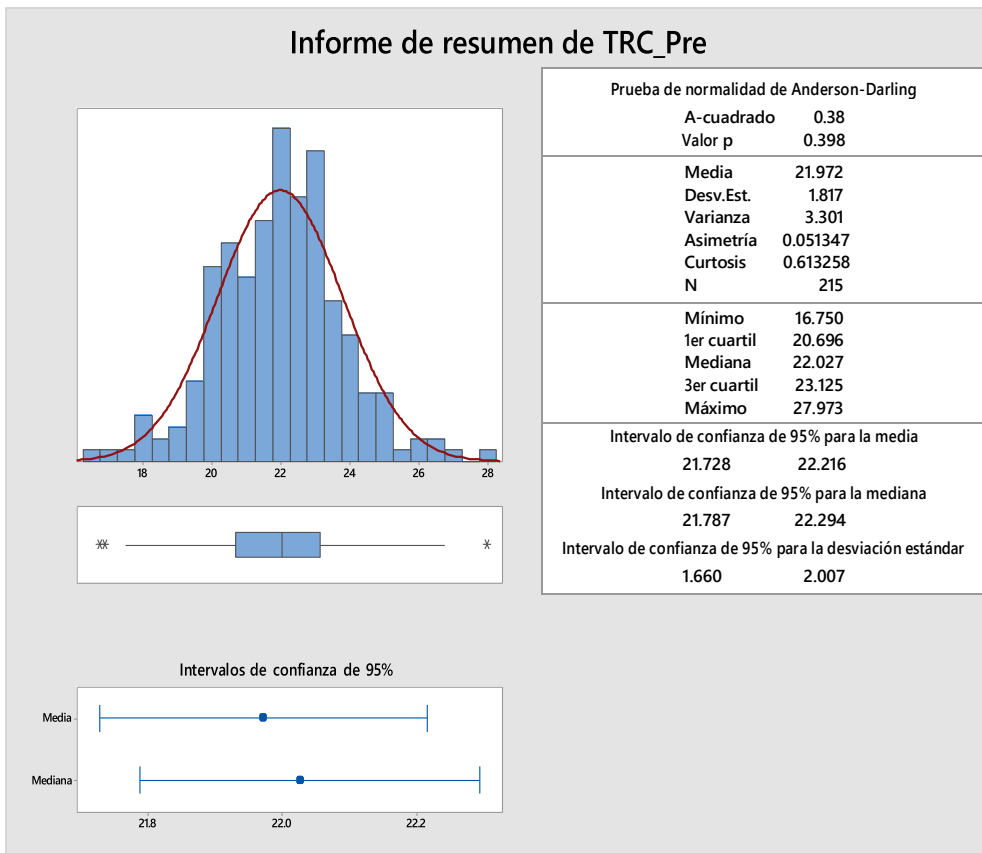 Informe de resumen de TRC_Pre
18 20 22 24 26 28
Intervalos de confianza de 95%
Media
Mediana
21.8 22.0 22.2
Prueba de normalidad de Anderson-Darling
A-cuadrado 0.38
Valor p 0.398
Media 21.972
Desv.Est. 1.817
Varianza 3.301
Asimetría 0.051347
Curtosis 0.613258
N 215
Mínimo 16.750
1er cuartil 20.696
Mediana 22.027
3er cuartil 23.125
Máximo 27.973
Intervalo de confianza de 95% para la media
21.728 22.216
Intervalo de confianza de 95% para la mediana
21.787 22.294
Intervalo de confianza de 95% para la desviación estándar
1.660 2.007